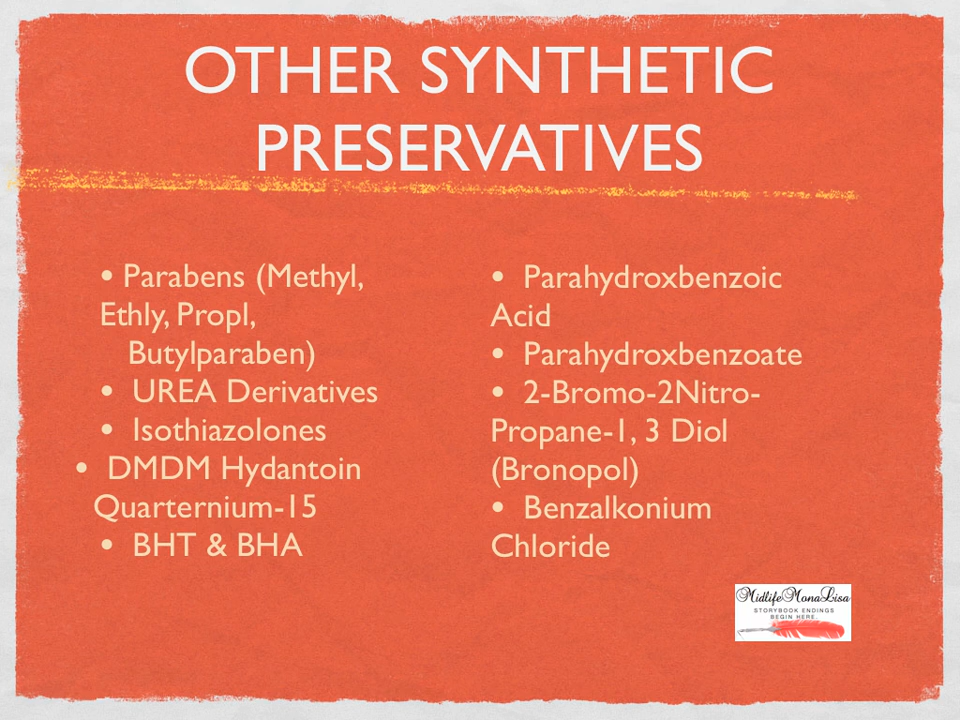 OTHER SYNTHETIC
PRESERVATIVES
• Parabens (Methyl,
Ethly, Propl,
Butylparaben)
• UREA Derivatives
• Isothiazolones
• DMDM Hydantoin
Quarternium-15
• BHT & BHA
• Parahydroxbenzoic
Acid
• Parahydroxbenzoate
• 2-Bromo-2Nitro-
Propane-1, 3 Diol
(Bronopol)
• Benzalkonium
Chloride
MidlifeMonaLisa
STORYBOOK ENDINGS
BEGIN HERE.